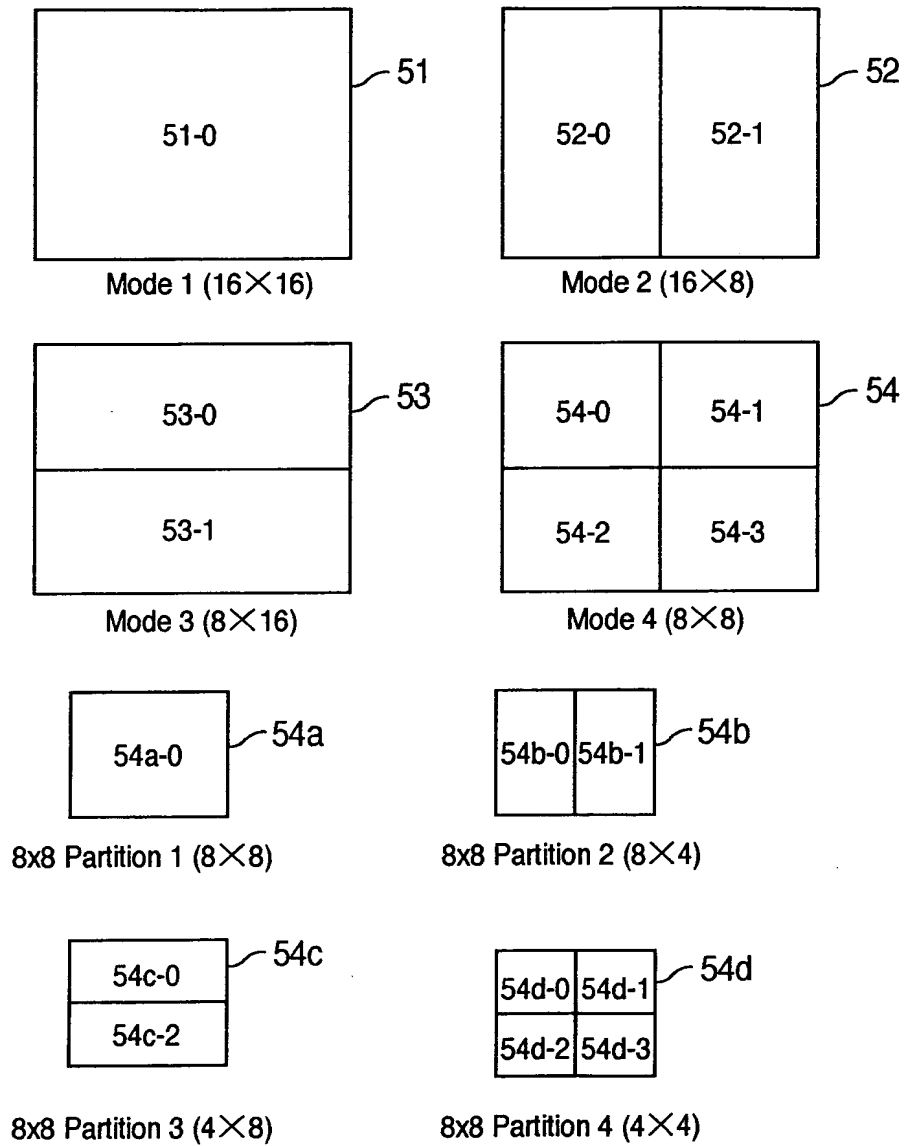 51
51-0
Mode 1 (16×16)
52
52-0 52-1
Mode 2 (16×8)
53
53-0
53-1
Mode 3 (8×16)
54
54-0 54-1
54-2 54-3
Mode 4 (8×8)
54a
54a-0
8x8 Partition 1 (8×8)
54b
54b-0 54b-1
8x8 Partition 2 (8×4)
54c
54c-0
54c-2
8x8 Partition 3 (4×8)
54d
54d-0 54d-1
54d-2 54d-3
8x8 Partition 4 (4×4)